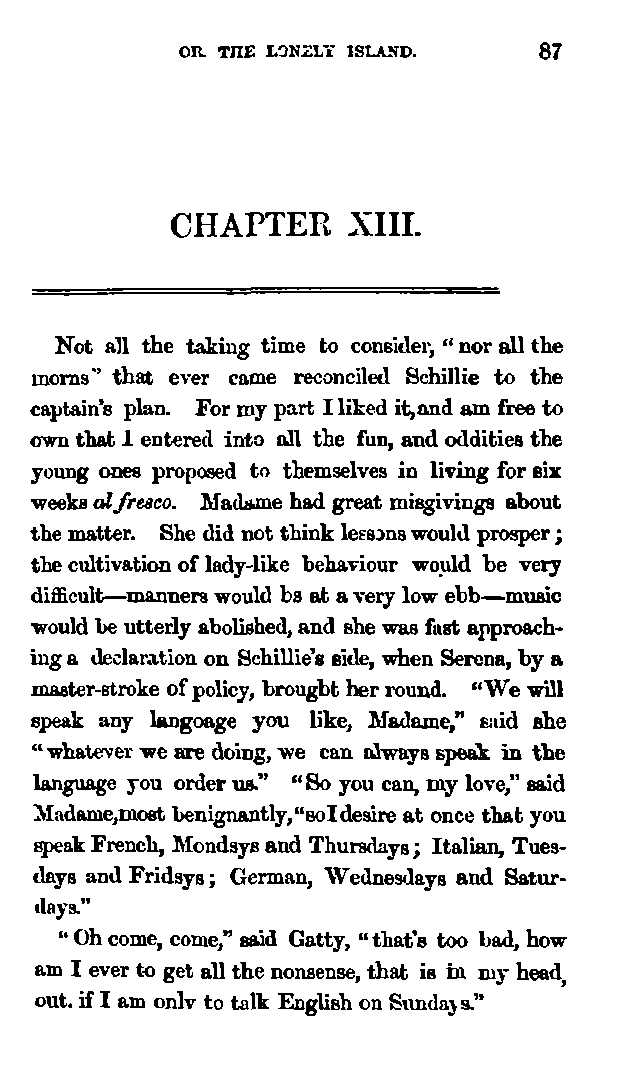 OR THE LONELY ISLAND. 87
CHAPTER XIII.
Not all the taking time to consider, “nor all the
morns” that ever came reconciled Schillie to the
captain's plan. For my part I liked it, and am free to
own that I entered into all the fun, and oddities the
young ones proposed to themselves in living for six
weeks al fresco. Madame had great misgivings about
the matter. She did not think lessons would prosper;
the cultivation of lady-like behaviour would be very
difficult—manners would be at a very low ebb—music
would be utterly abolished, and she was fast approach-
ing a declaration on Schillie's side, when Serena, by a
master-stroke of policy, brought her round. “We will
speak any langoage you like, Madame,” said she
“whatever we are doing, we can always speak in the
language you order us.” “So you can, my love,” said
Madame, most benignantly, “so I desire at once that you
speak French, Mondsys and Thursdays; Italian, Tues-
days and Fridsys; German, Wednesdays and Satur-
days.”
“Oh come, come,” said Gatty, “that's too bad, how
am I ever to get all the nonsense, that is in my head,
out. if I am only to talk English on Sundays.”